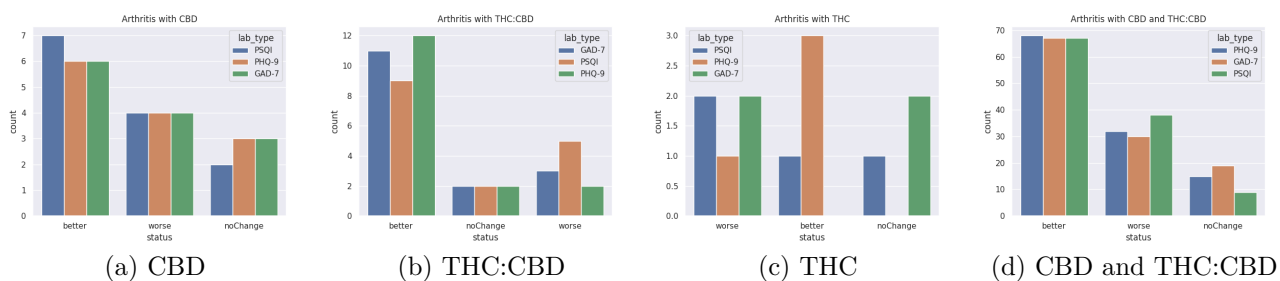 Arthritis with CBD
7
6
5
4
3
2
1
0
count
better
worse
noChange
status
lab_type
PSQI
PHQ-9
GAD-7
(a) CBD
Arthritis with THC:CBD
12
10
8
6
4
2
0
count
better
noChange
worse
status
lab_type
GAD-7
PSQI
PHQ-9
(b) THC:CBD
Arthritis with THC
3.0
2.5
2.0
1.5
1.0
0.5
0.0
count
worse
better
noChange
status
lab_type
PSQI
PHQ-9
GAD-7
(c) THC
Arthritis with CBD and THC:CBD
70
60
50
40
30
20
10
0
count
better
worse
noChange
status
lab_type
PHQ-9
GAD-7
PSQI
(d) CBD and THC:CBD